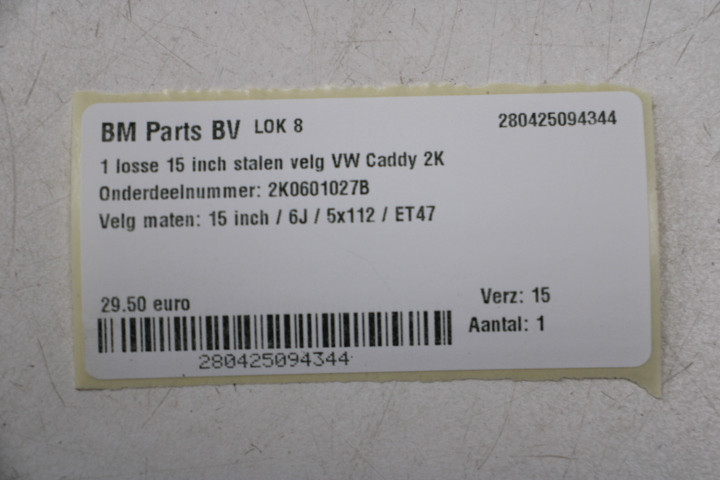 BM Parts BV LOK 8 280425094344
1 losse 15 inch stalen velg VW Caddy 2K
Onderdeelnummer: 2K0601027B
Velg maten: 15 inch / 6J / 5x112 / ET47
29.50 euro Verz: 15
Aantal: 1
280425094344